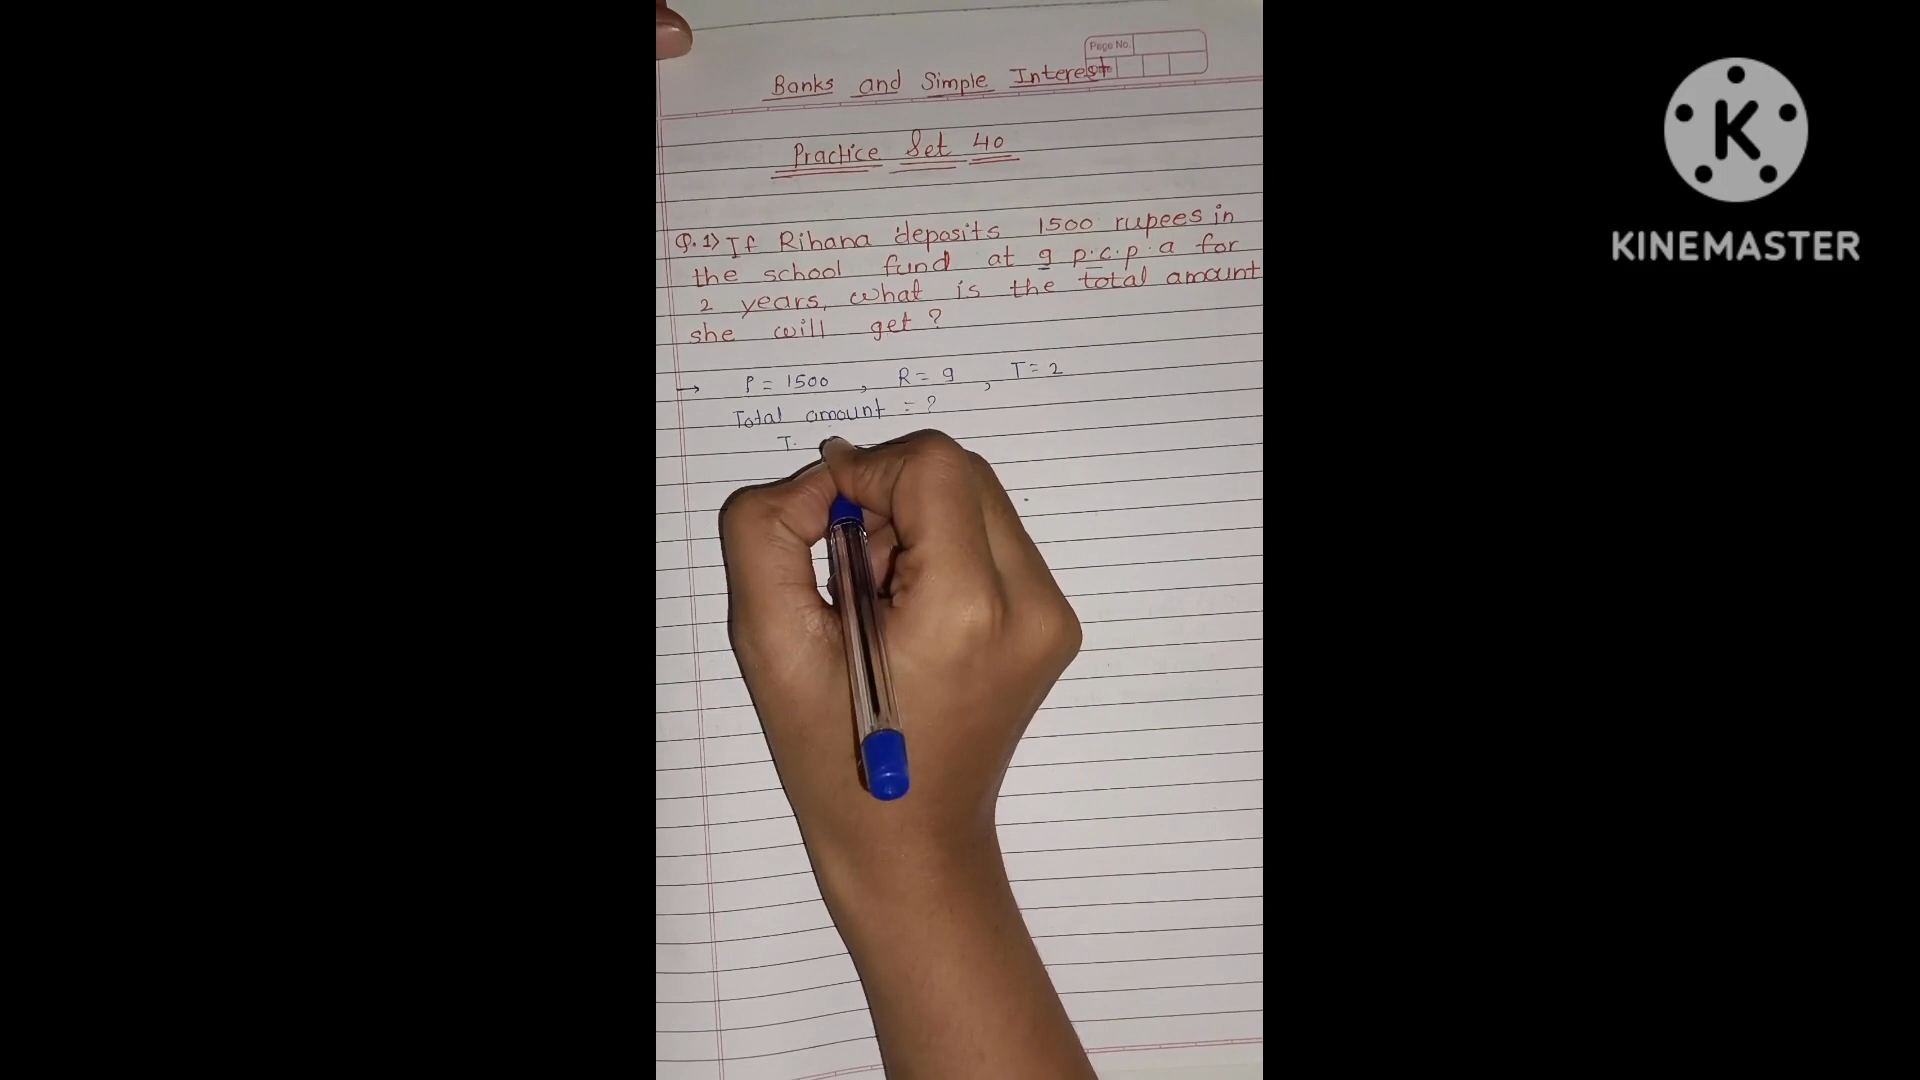 Page No.
Banks and Simple Interest
Practice Set 40
Q.1) If Rihana deposits 1500 rupees in
the school fund at 9 p.c.p.a for
2 years, what is the total amount
she will get?
→ P = 1500 , R = 9 , T = 2
Total amount = ?
T.
K
KINEMASTER